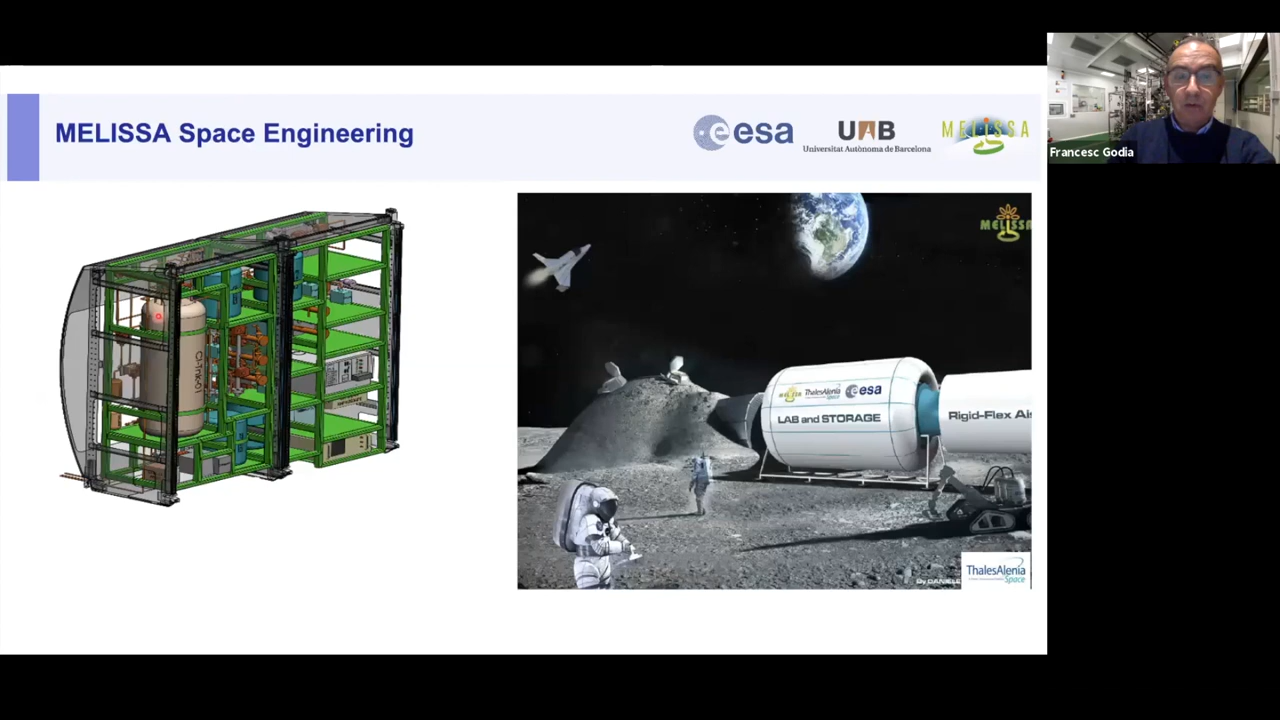 MELISSA Space Engineering
esa
UAB
Universitat Autònoma de Barcelona
MELISSA
Francesc Godia
MELISSA
ThalesAlenia
Space
esa
LAB and STORAGE
Rigid-Flex
ThalesAlenia
Space